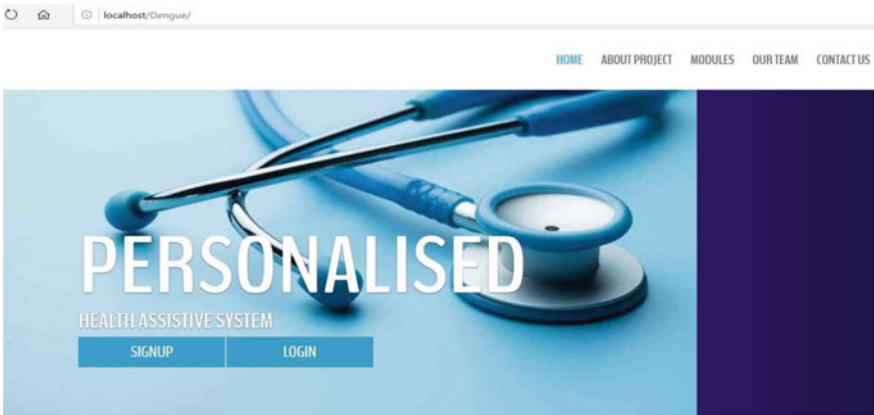 localhost/Dengue/
HOME ABOUT PROJECT MODULES OUR TEAM CONTACT US
PERSONALISED
HEALTH ASSISTIVE SYSTEM
SIGNUP LOGIN